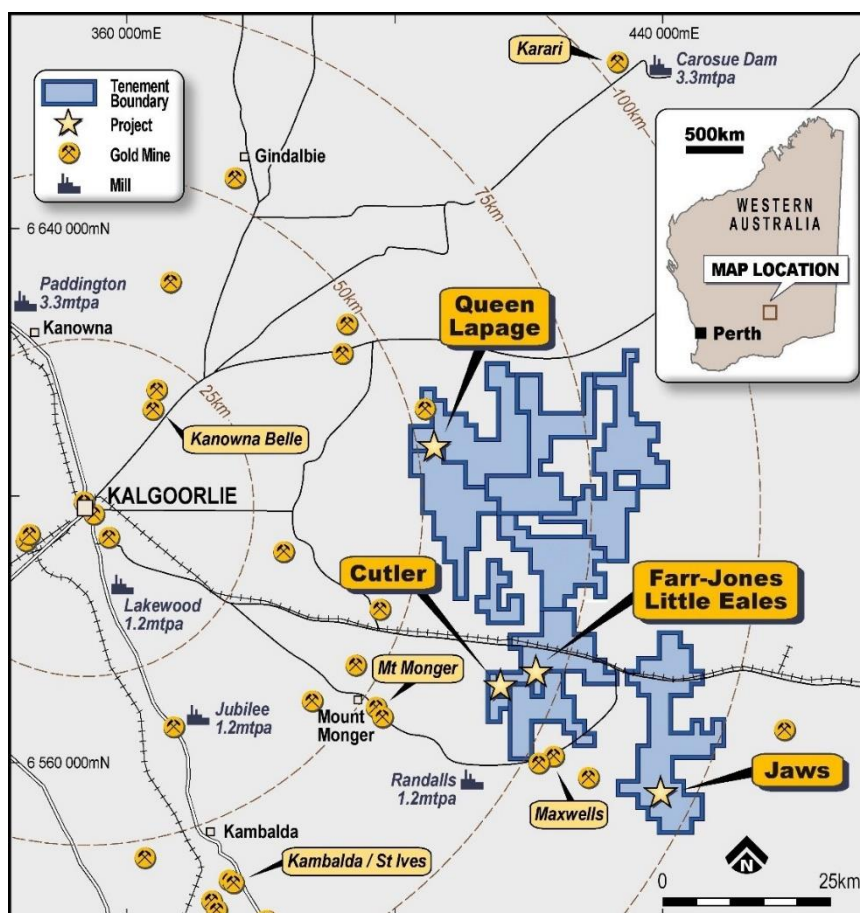 360 000mE
440 000mE
Karari
Carosue Dam
3.3mtpa
100km
Tenement
Boundary
Project
Gold Mine
Mill
Gindalbie
500km
WESTERN
AUSTRALIA
MAP LOCATION
Perth
75km
6 640 000mN
Paddington
3.3mtpa
Kanowna
50km
Queen
Lapage
25km
Kanowna Belle
KALGOORLIE
Cutler
Farr-Jones
Little Eales
Lakewood
1.2mtpa
Mt Monger
Jubilee
1.2mtpa
Mount
Monger
6 560 000mN
Randalls
1.2mtpa
Jaws
Maxwells
Kambalda
Kambalda / St Ives
N
0
25km